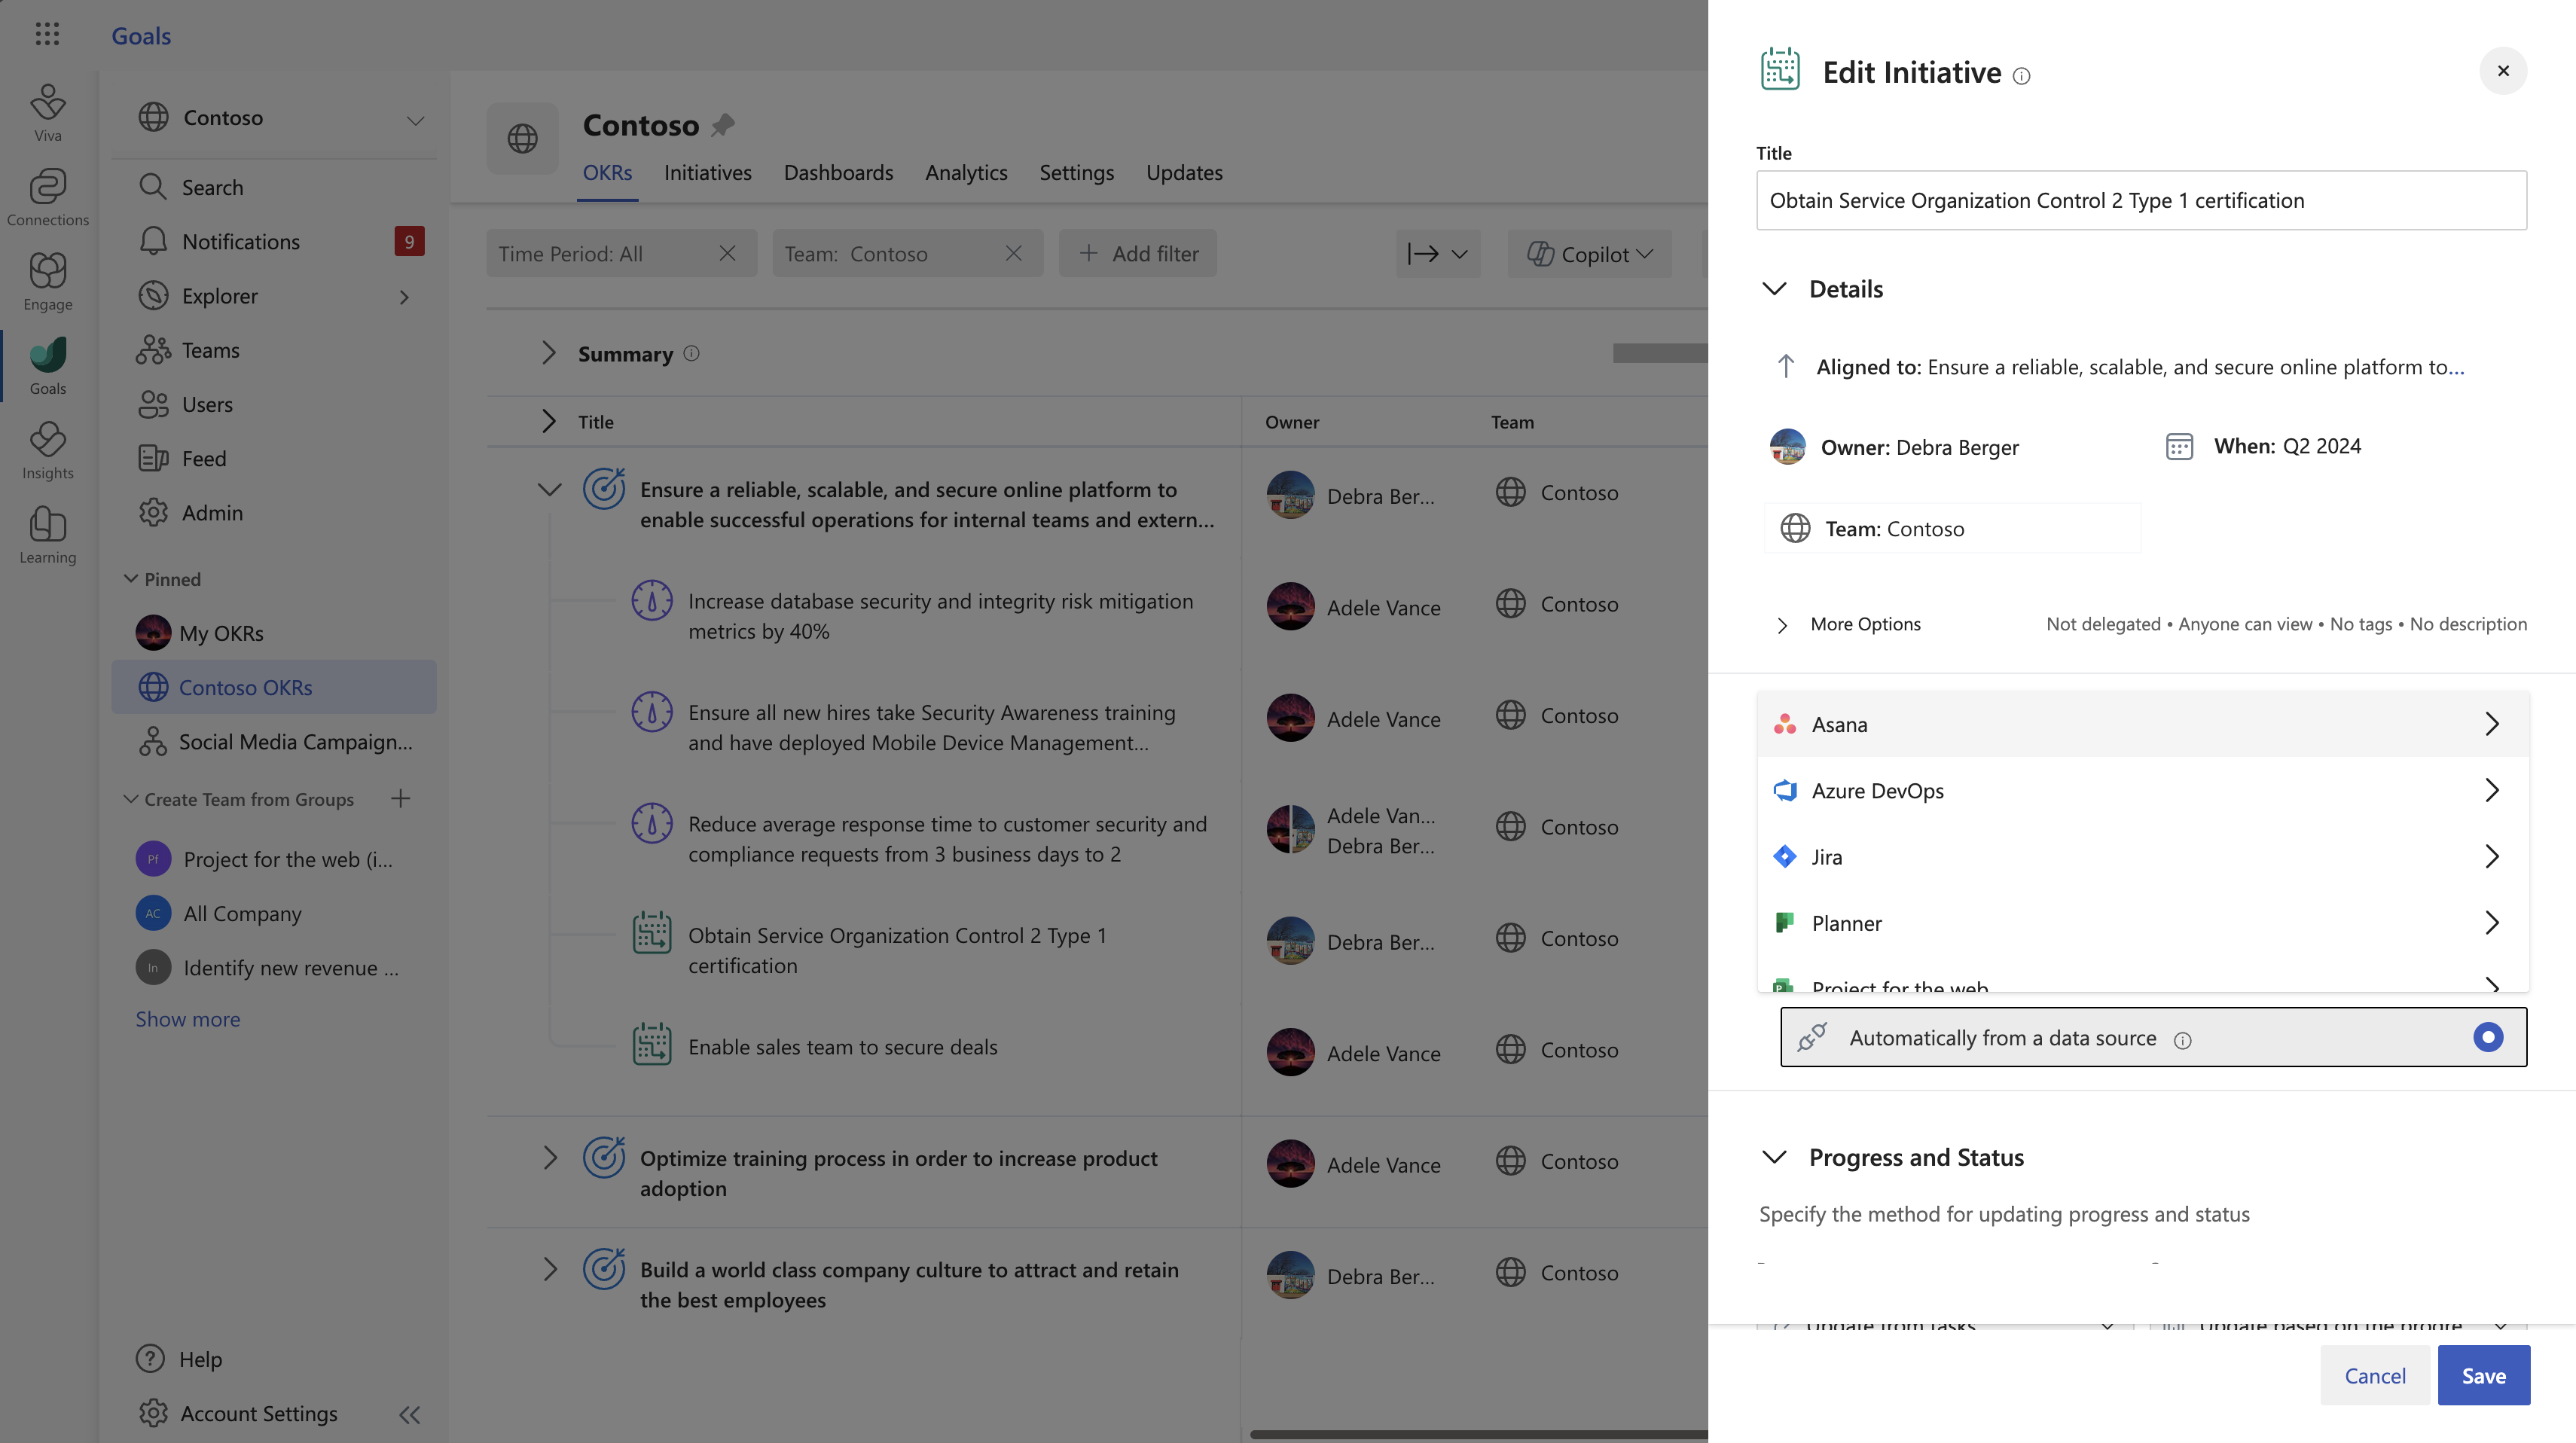 Goals
Viva
Connections
Engage
Goals
Insights
Learning
Contoso
Search
Notifications
9
Explorer
Teams
Users
Feed
Admin
Pinned
My OKRs
Contoso OKRs
Social Media Campaign...
Create Team from Groups
Pf
Project for the web (i...
AC
All Company
In
Identify new revenue ...
Show more
Help
Account Settings
Contoso
OKRs
Initiatives
Dashboards
Analytics
Settings
Updates
Time Period: All
Team: Contoso
Add filter
Copilot
Summary
Title
Owner
Team
Ensure a reliable, scalable, and secure online platform to
enable successful operations for internal teams and extern...
Debra Ber...
Contoso
Increase database security and integrity risk mitigation
metrics by 40%
Adele Vance
Contoso
Ensure all new hires take Security Awareness training
and have deployed Mobile Device Management...
Adele Vance
Contoso
Reduce average response time to customer security and
compliance requests from 3 business days to 2
Adele Van...
Debra Ber...
Contoso
Obtain Service Organization Control 2 Type 1
certification
Debra Ber...
Contoso
Enable sales team to secure deals
Adele Vance
Contoso
Optimize training process in order to increase product
adoption
Adele Vance
Contoso
Build a world class company culture to attract and retain
the best employees
Debra Ber...
Contoso
Edit Initiative
Title
Obtain Service Organization Control 2 Type 1 certification
Details
Aligned to: Ensure a reliable, scalable, and secure online platform to...
Owner: Debra Berger
When: Q2 2024
Team: Contoso
More Options
Not delegated • Anyone can view • No tags • No description
Asana
Azure DevOps
Jira
Planner
Project for the web
Automatically from a data source
Progress and Status
Specify the method for updating progress and status
Update from tasks
Update based on the progre
Cancel
Save